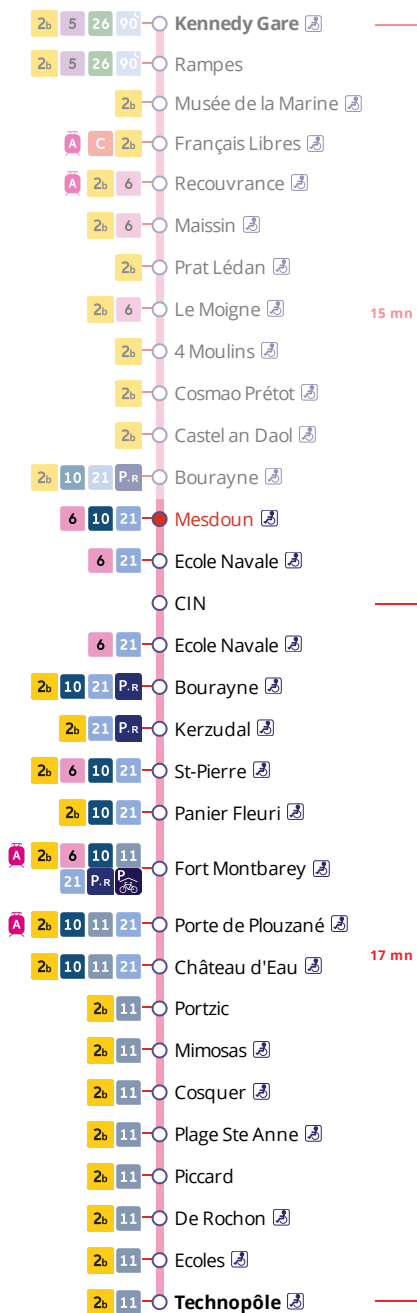 2b 5 26 90 Kennedy Gare
2b 5 26 90 Rampes
2b Musée de la Marine
A C 2b Français Libres
A 2b 6 Recouvrance
2b 6 Maissin
2b Prat Lédan
2b 6 Le Moigne 15 mn
2b 4 Moulins
2b Cosmao Prétot
2b Castel an Daol
2b 10 21 P+R Bourayne
6 10 21 Mesdoun
6 21 Ecole Navale
CIN
6 21 Ecole Navale
2b 10 21 P+R Bourayne
2b 21 P+R Kerzudal
2b 6 10 21 St-Pierre
2b 10 21 Panier Fleuri
A 2b 6 10 11
21 P+R P Fort Montbarey
A 2b 10 11 21 Porte de Plouzané
2b 10 11 21 Château d'Eau 17 mn
2b 11 Portzic
2b 11 Mimosas
2b 11 Cosquer
2b 11 Plage Ste Anne
2b 11 Piccard
2b 11 De Rochon
2b 11 Ecoles
2b 11 Technopôle